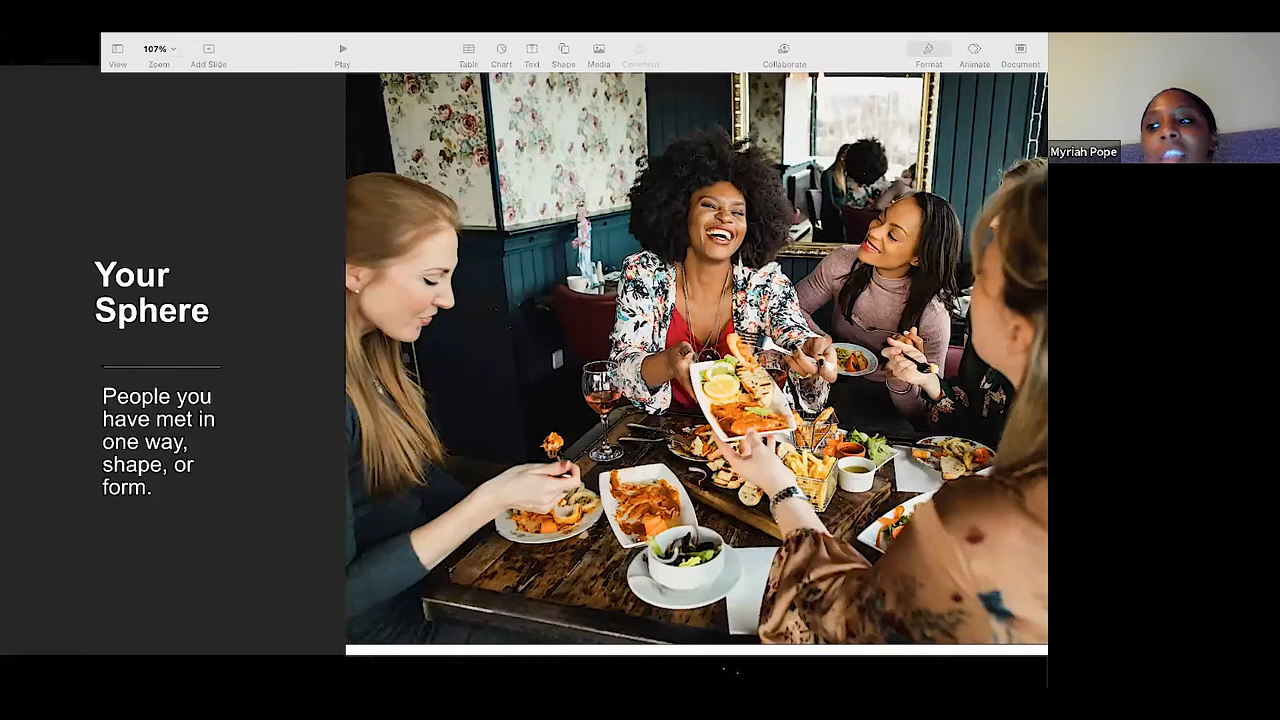 107%
View
Zoom
Add Slide
Play
Table
Chart
Text
Shape
Media
Comment
Collaborate
Format
Animate
Document
Myriah Pope
Your
Sphere
People you
have met in
one way,
shape, or
form.